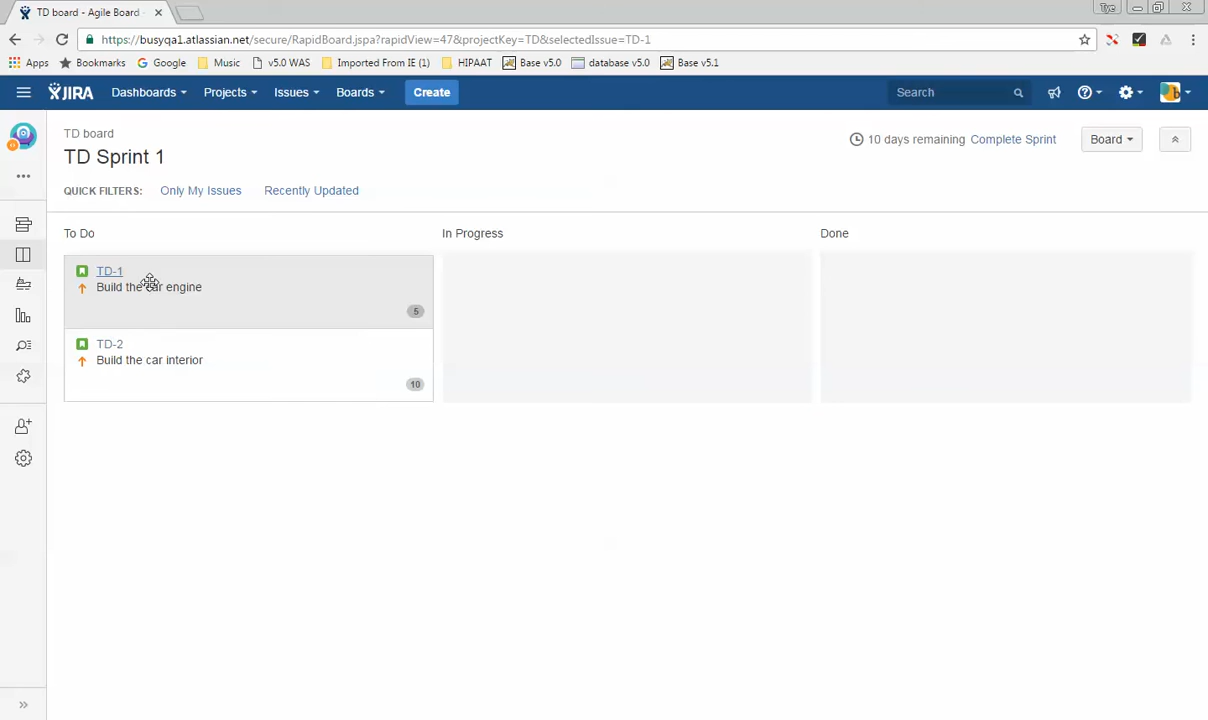 TD board - Agile Board -
Tye
https://busyqa1.atlassian.net/secure/RapidBoard.jspa?rapidView=47&projectKey=TD&selectedIssue=TD-1
Apps Bookmarks Google Music v5.0 WAS Imported From IE (1) HIPAAT Base v5.0 database v5.0 Base v5.1
JIRA Dashboards Projects Issues Boards Create Search
TD board
TD Sprint 1
10 days remaining Complete Sprint Board
QUICK FILTERS: Only My Issues Recently Updated
To Do In Progress Done
TD-1
Build the car engine
5
TD-2
Build the car interior
10